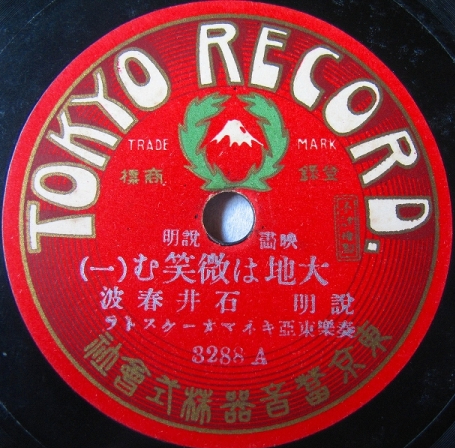 TOKYO RECORD.
TRADE MARK
登錄商標
映畫說明
大地は微笑む(一)
說明 石井春波
奏樂東亞キネマオーケストラ
3288 A
東京蓄音器株式會社